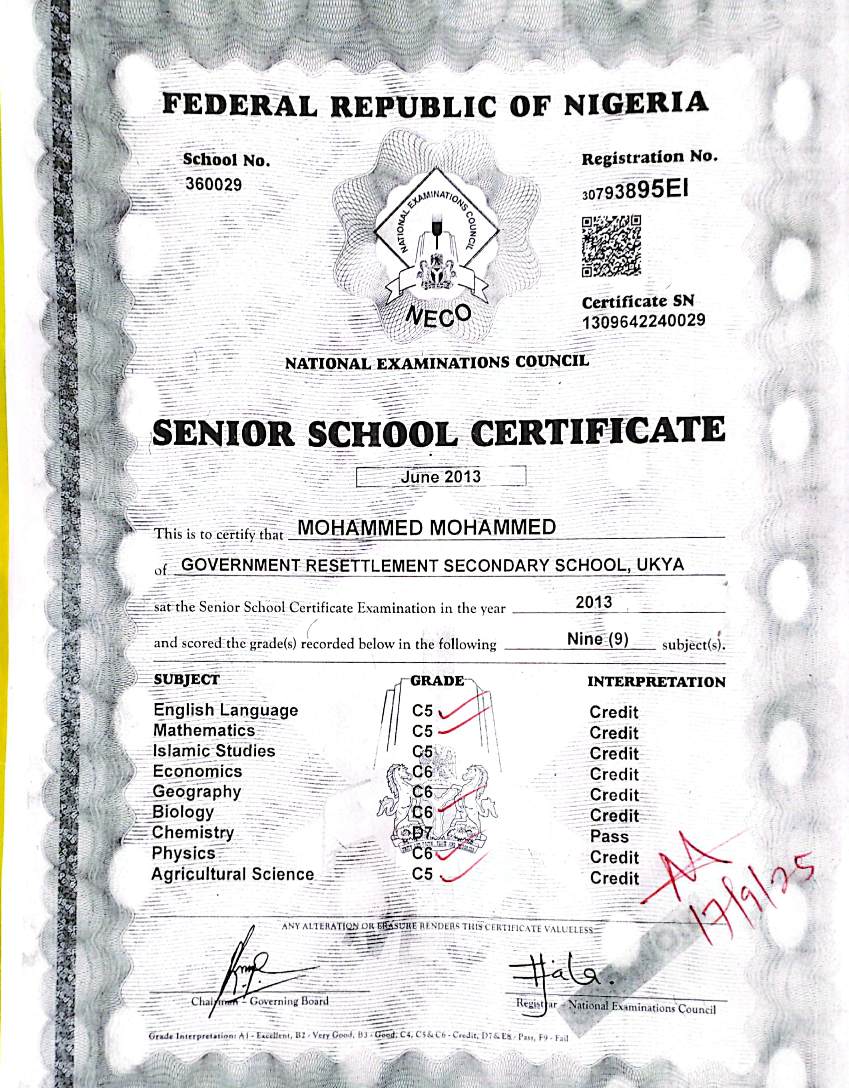 FEDERAL REPUBLIC OF NIGERIA
School No.
360029
Registration No.
30793895EI
NATIONAL EXAMINATIONS COUNCIL
NECO
Certificate SN
1309642240029
NATIONAL EXAMINATIONS COUNCIL
SENIOR SCHOOL CERTIFICATE
June 2013
This is to certify that MOHAMMED MOHAMMED
of GOVERNMENT RESETTLEMENT SECONDARY SCHOOL, UKYA
sat the Senior School Certificate Examination in the year 2013
and scored the grade(s) recorded below in the following Nine (9) subject(s).
SUBJECT GRADE INTERPRETATION
English Language C5 Credit
Mathematics C5 Credit
Islamic Studies C5 Credit
Economics C6 Credit
Geography C6 Credit
Biology C6 Credit
Chemistry D7 Pass
Physics C6 Credit
Agricultural Science C5 Credit
17/9/25
ANY ALTERATION OR ERASURE RENDERS THIS CERTIFICATE VALUELESS
Chairman - Governing Board
Registrar - National Examinations Council
Grade Interpretation: A1 - Excellent, B2 - Very Good, B3 - Good, C4, C5 & C6 - Credit, D7 & E8 - Pass, F9 - Fail